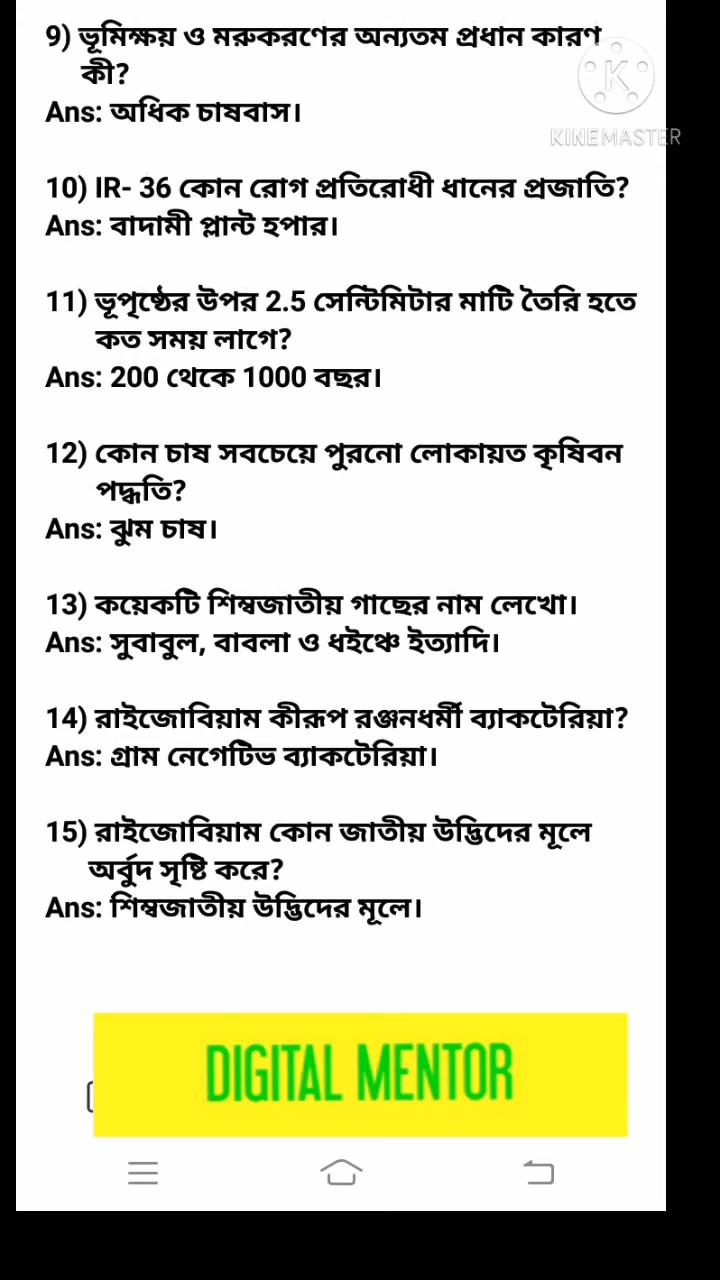 9) ভূমিক্ষয় ও মরুকরণের অন্যতম প্রধান কারণ
কী?
K
KINEMASTER
Ans: অধিক চাষবাস।
10) IR- 36 কোন রোগ প্রতিরোধী ধানের প্রজাতি?
Ans: বাদামী প্লান্ট হপার।
11) ভূপৃষ্ঠের উপর 2.5 সেন্টিমিটার মাটি তৈরি হতে
কত সময় লাগে?
Ans: 200 থেকে 1000 বছর।
12) কোন চাষ সবচেয়ে পুরনো লোকায়ত কৃষিবন
পদ্ধতি?
Ans: ঝুম চাষ।
13) কয়েকটি শিম্বজাতীয় গাছের নাম লেখো।
Ans: সুবাবুল, বাবলা ও ধইঞ্চে ইত্যাদি।
14) রাইজোবিয়াম কীরূপ রঞ্জনধর্মী ব্যাকটেরিয়া?
Ans: গ্রাম নেগেটিভ ব্যাকটেরিয়া।
15) রাইজোবিয়াম কোন জাতীয় উদ্ভিদের মূলে
অর্বুদ সৃষ্টি করে?
Ans: শিম্বজাতীয় উদ্ভিদের মূলে।
DIGITAL MENTOR